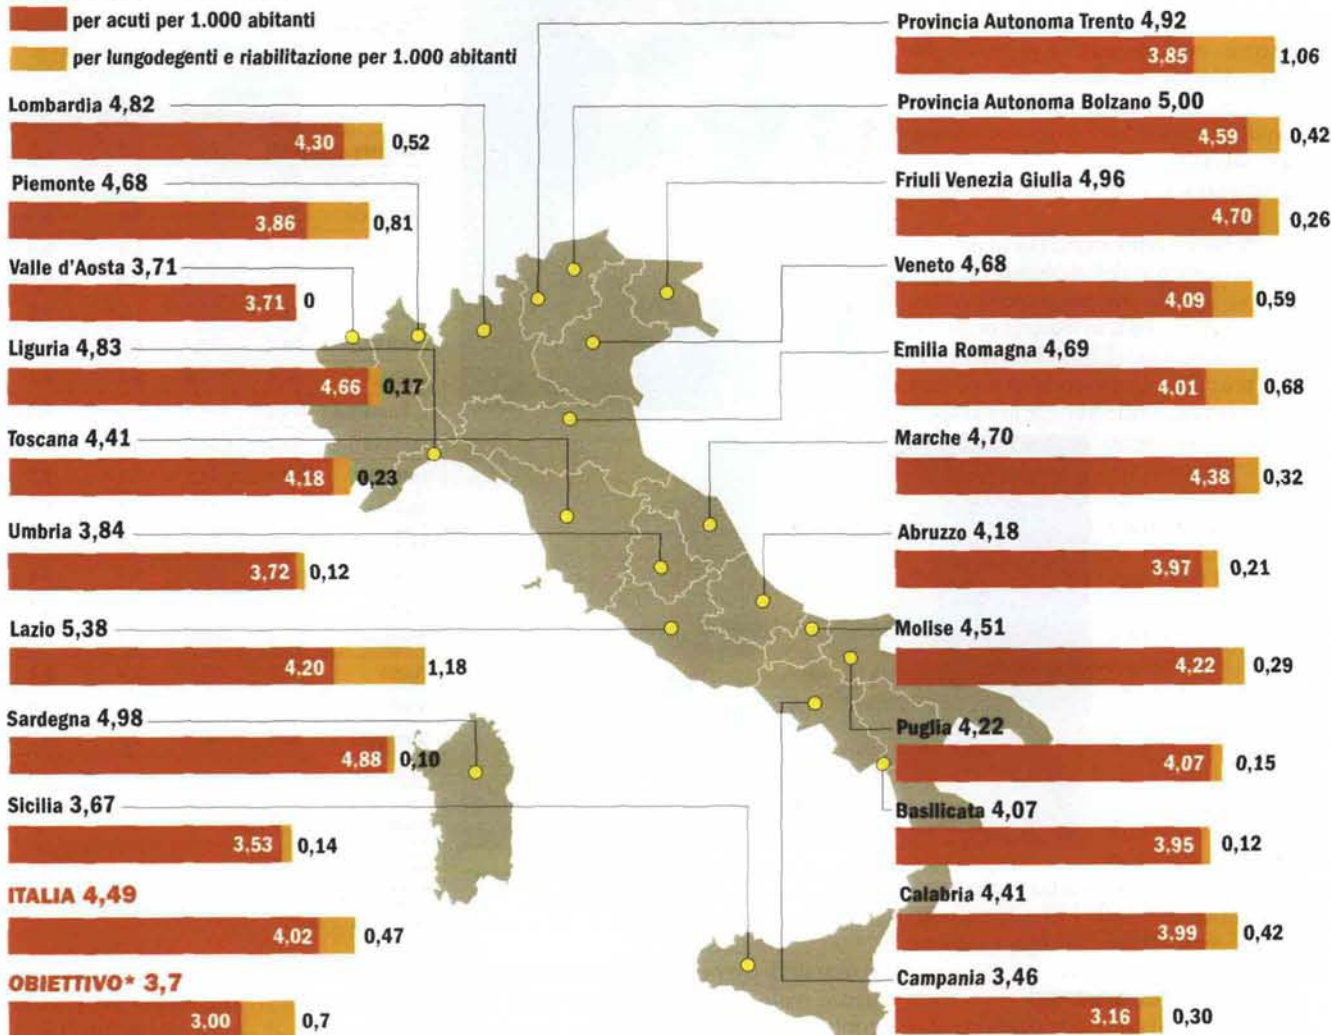 per acuti per 1.000 abitanti
per lungodegenti e riabilitazione per 1.000 abitanti
Lombardia 4,82
4,30 0,52
Piemonte 4,68
3,86 0,81
Valle d'Aosta 3,71
3,71 0
Liguria 4,83
4,66 0,17
Toscana 4,41
4,18 0,23
Umbria 3,84
3,72 0,12
Lazio 5,38
4,20 1,18
Sardegna 4,98
4,88 0,10
Sicilia 3,67
3,53 0,14
ITALIA 4,49
4,02 0,47
OBIETTIVO* 3,7
3,00 0,7
Provincia Autonoma Trento 4,92
3,85 1,06
Provincia Autonoma Bolzano 5,00
4,59 0,42
Friuli Venezia Giulia 4,96
4,70 0,26
Veneto 4,68
4,09 0,59
Emilia Romagna 4,69
4,01 0,68
Marche 4,70
4,38 0,32
Abruzzo 4,18
3,97 0,21
Molise 4,51
4,22 0,29
Puglia 4,22
4,07 0,15
Basilicata 4,07
3,95 0,12
Calabria 4,41
3,99 0,42
Campania 3,46
3,16 0,30